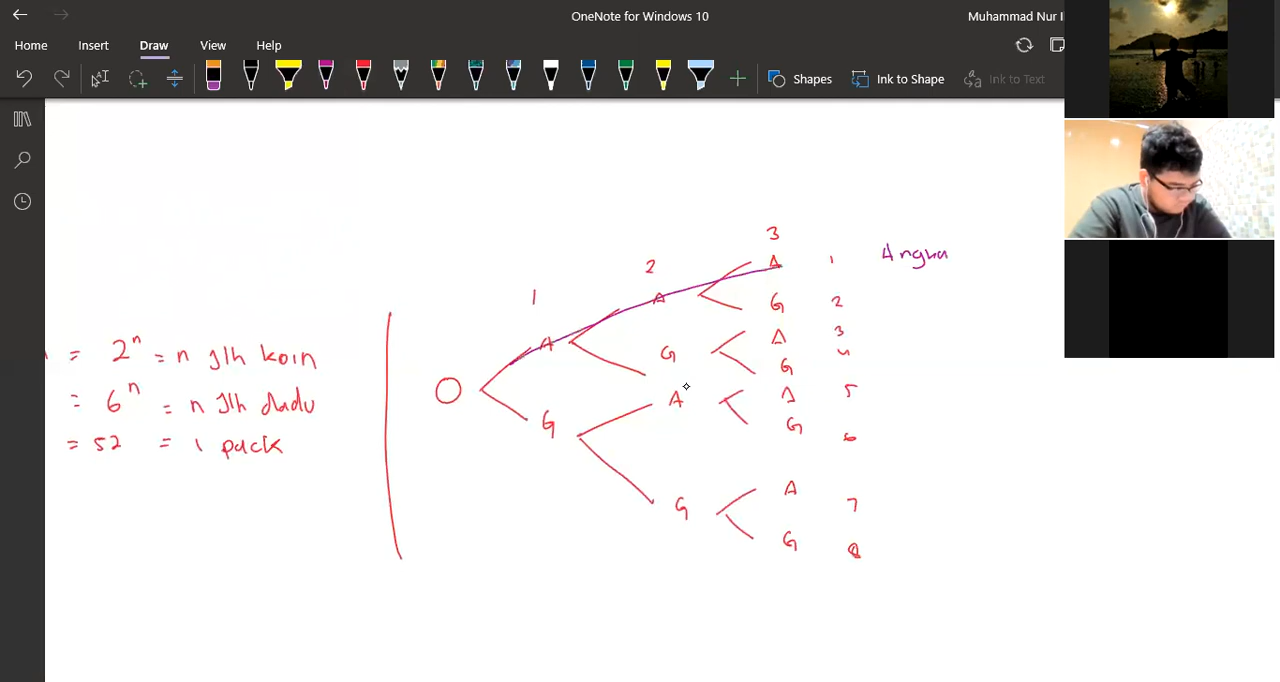 OneNote for Windows 10
Muhammad Nur I
Home Insert Draw View Help
Shapes Ink to Shape Ink to Text
= 2ⁿ = n Jlh koin
= 6ⁿ = n Jlh dadu
= 52 = 1 pack
1 2 3
A A A 1 Angka
G 2
G A 3
G 4
G A A 5
G 6
G A 7
G 8